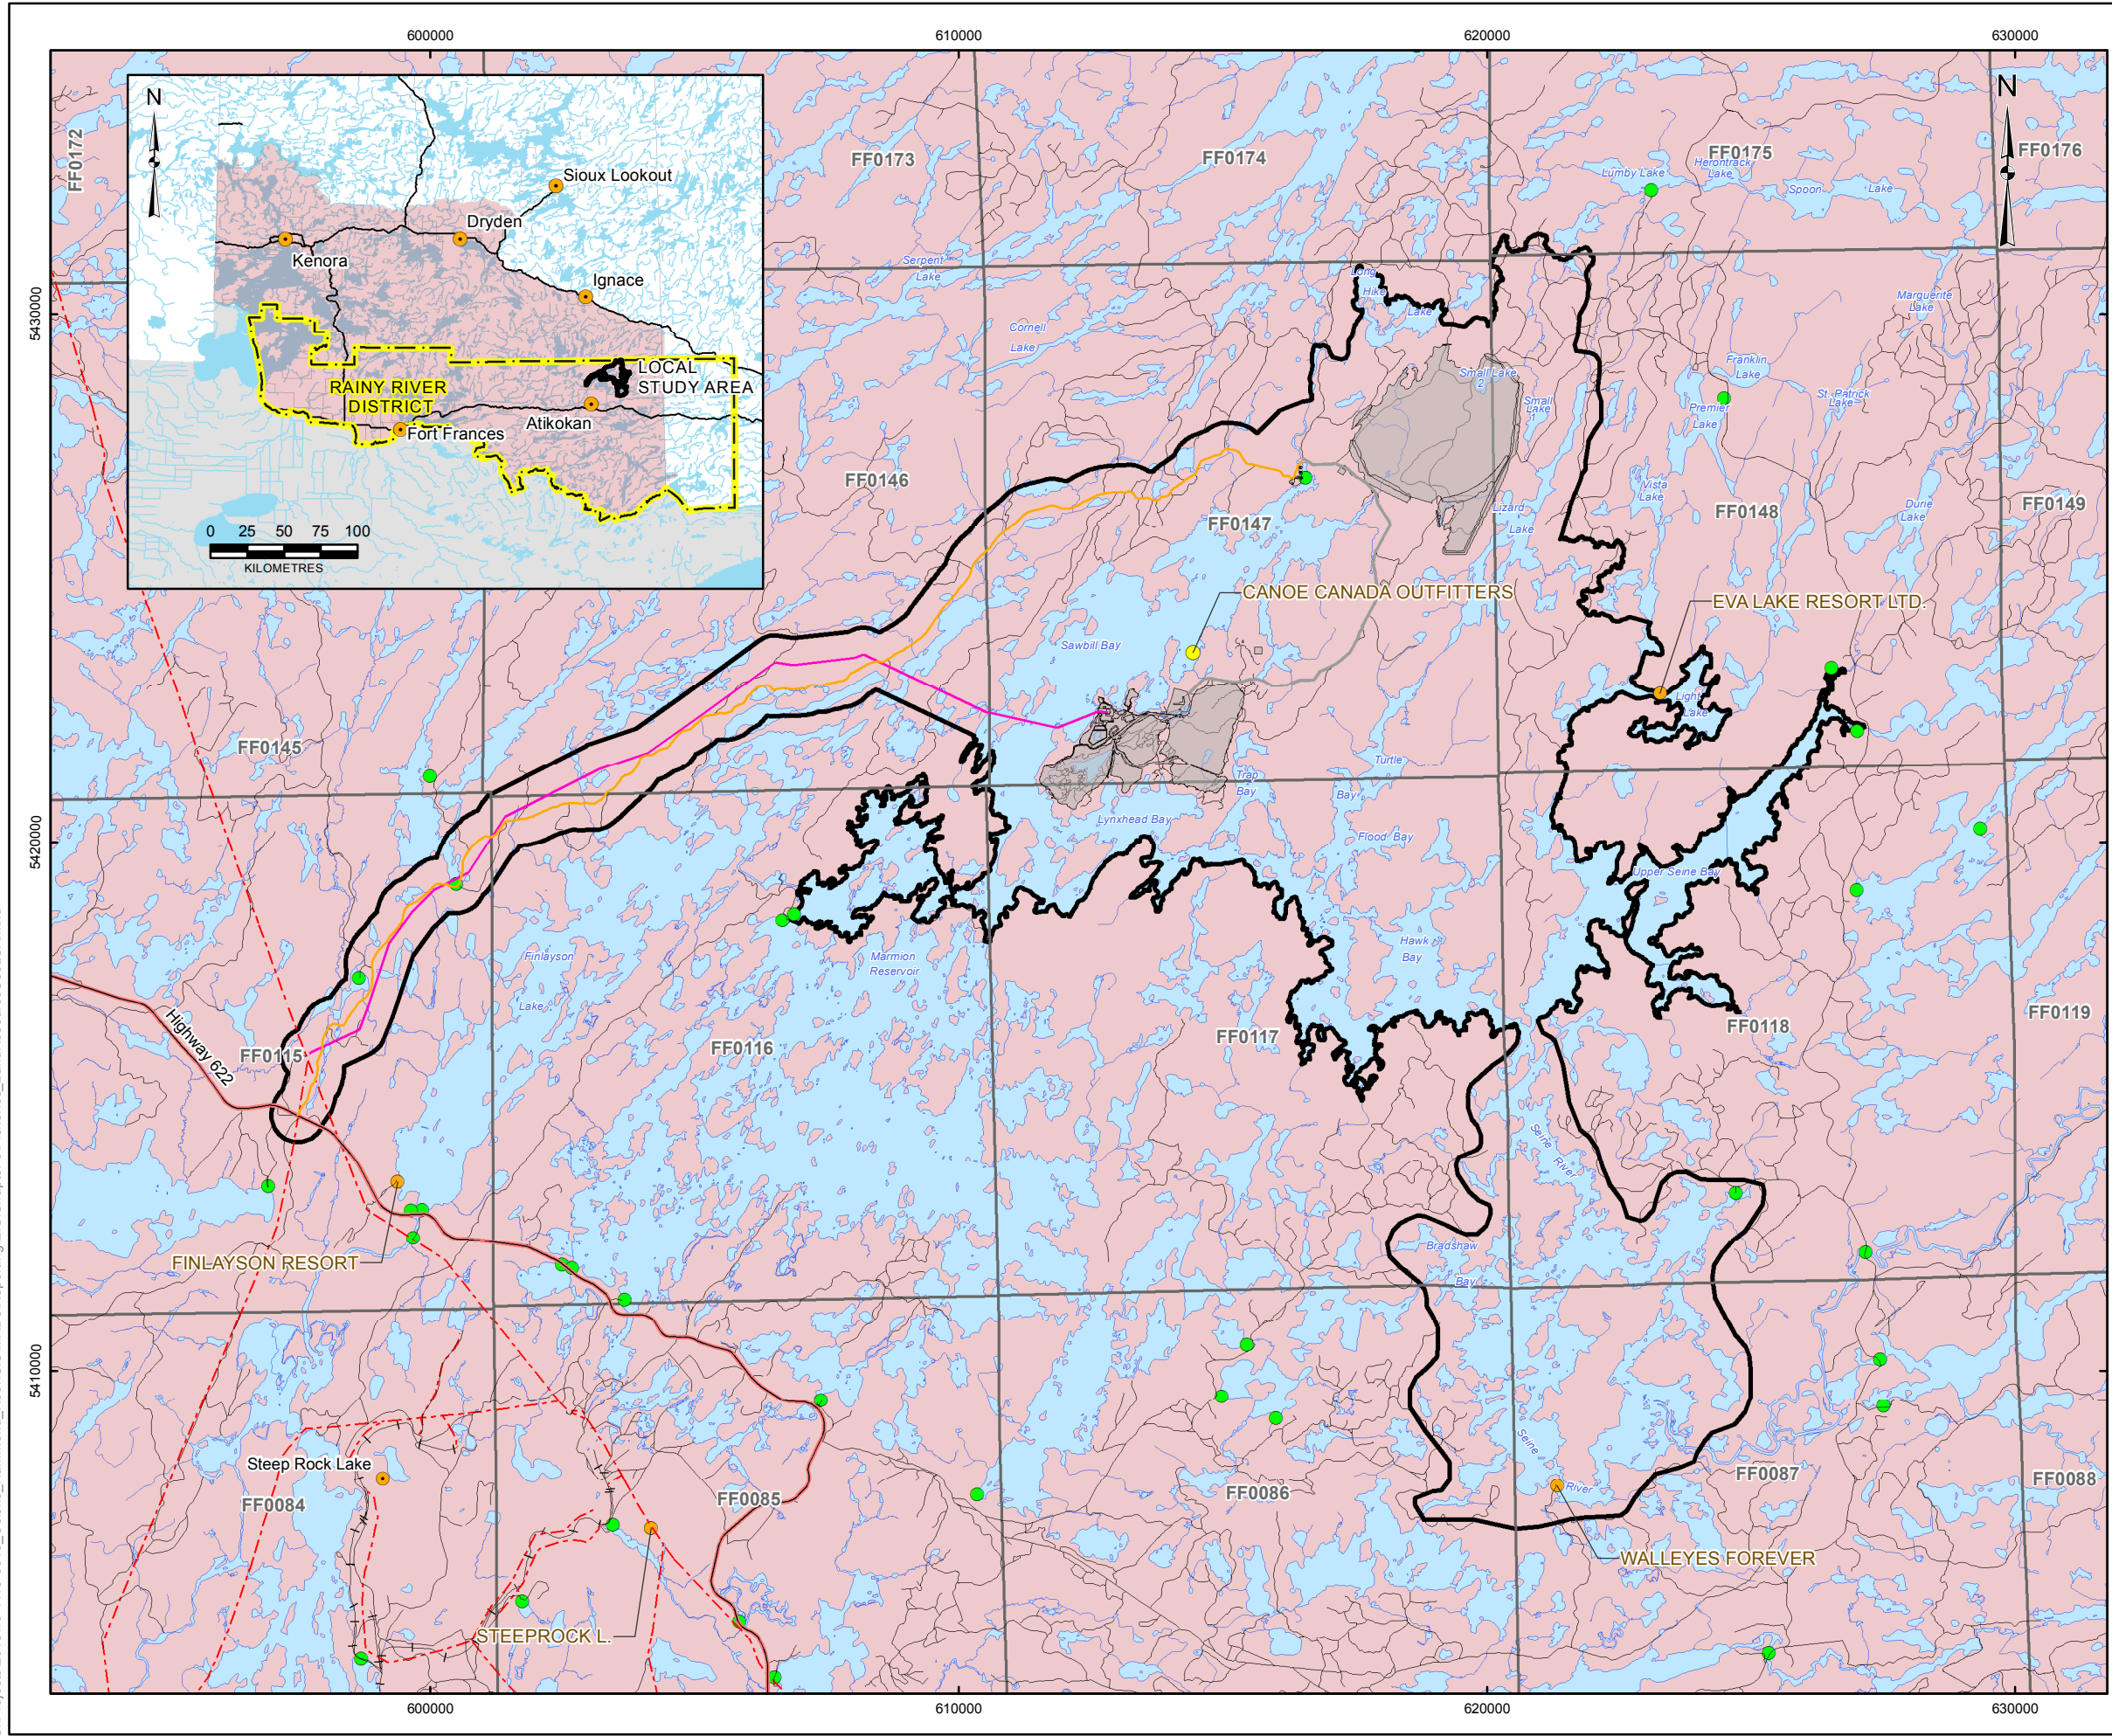 600000
610000
620000
630000
N
Sioux Lookout
Dryden
Kenora
Ignace
LOCAL
STUDY AREA
RAINY RIVER
DISTRICT
Atikokan
Fort Frances
0 25 50 75 100
KILOMETRES
N
FF0172
FF0173
FF0174
FF0175
FF0176
Lumby Lake
Herontrack
Lake
Spoon Lake
Serpent
Lake
Long
Hike
Lake
Marguerite
Lake
5430000
Cornell
Lake
Small Lake
2
Small
Lake
1
Franklin
Lake
Premier
Lake
St. Patrick
Lake
FF0146
FF0147
FF0148
FF0149
Vista
Lake
Lizard
Lake
Durie
Lake
CANOE CANADA OUTFITTERS
EVA LAKE RESORT LTD.
Sawbill Bay
Light
Lake
FF0145
Trap
Bay
Turtle
Bay
Lynxhead Bay
Flood Bay
5420000
Upper Seine Bay
Finlayson
Lake
Marmion
Reservoir
Hawk
Bay
Highway 622
FF0115
FF0116
FF0117
FF0118
FF0119
Seine River
FINLAYSON RESORT
Bradshaw
Bay
5410000
Steep Rock Lake
Seine
River
FF0084
FF0085
FF0086
FF0087
FF0088
WALLEYES FOREVER
STEEPROCK L.
600000
610000
620000
630000